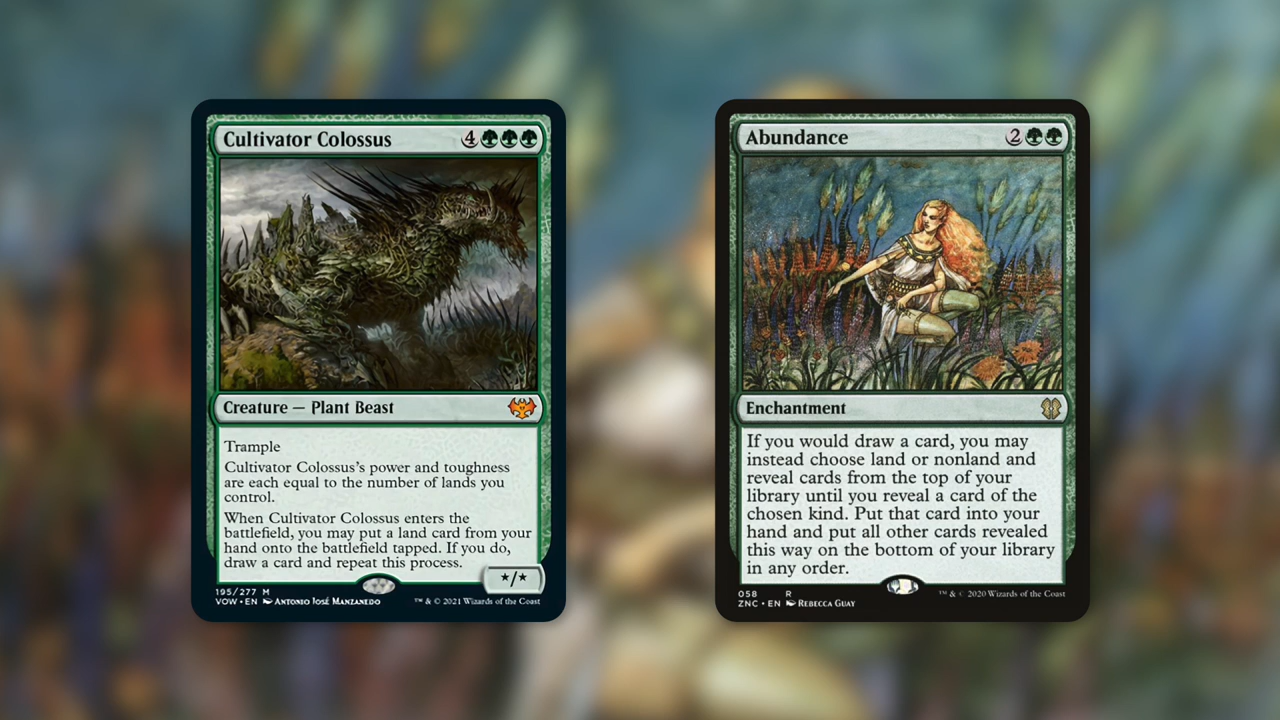 Cultivator Colossus 4
Creature — Plant Beast
Trample
Cultivator Colossus's power and toughness
are each equal to the number of lands you
control.
When Cultivator Colossus enters the
battlefield, you may put a land card from your
hand onto the battlefield tapped. If you do,
draw a card and repeat this process.
*/*
195/277 M
VOW • EN Antonio José Manzanedo ™ & © 2021 Wizards of the Coast
Abundance 2
Enchantment
If you would draw a card, you may
instead choose land or nonland and
reveal cards from the top of your
library until you reveal a card of the
chosen kind. Put that card into your
hand and put all other cards revealed
this way on the bottom of your library
in any order.
058 R
ZNC • EN Rebecca Guay ™ & © 2020 Wizards of the Coast